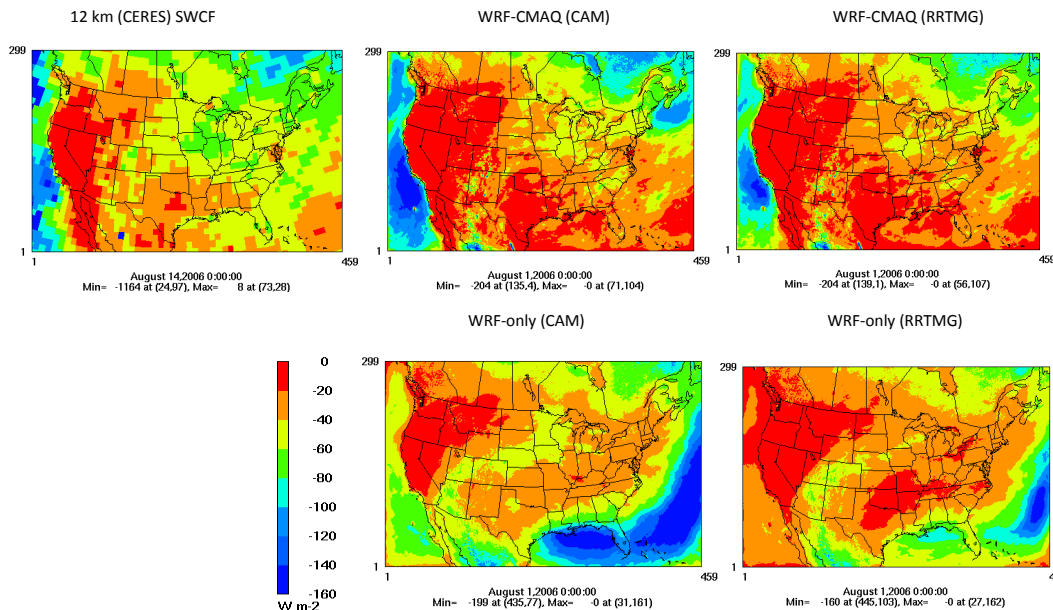 12 km (CERES) SWCF
WRF-CMAQ (CAM)
WRF-CMAQ (RRTMG)
299
1
1
459
August 14,2006 0:00:00
Min= -1164 at (24,97), Max= 8 at (73,28)
299
1
1
459
August 1,2006 0:00:00
Min= -204 at (135,4), Max= -0 at (71,104)
299
1
1
459
August 1,2006 0:00:00
Min= -204 at (139,1), Max= -0 at (56,107)
WRF-only (CAM)
WRF-only (RRTMG)
0
-20
-40
-60
-80
-100
-120
-140
-160
W m-2
299
1
1
459
August 1,2006 0:00:00
Min= -199 at (435,77), Max= -0 at (31,161)
299
1
1
4
August 1,2006 0:00:00
Min= -160 at (445,103), Max= -0 at (27,162)